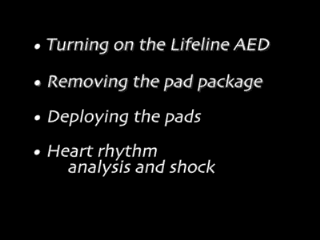 • Turning on the Lifeline AED
• Removing the pad package
• Deploying the pads
• Heart rhythm
analysis and shock